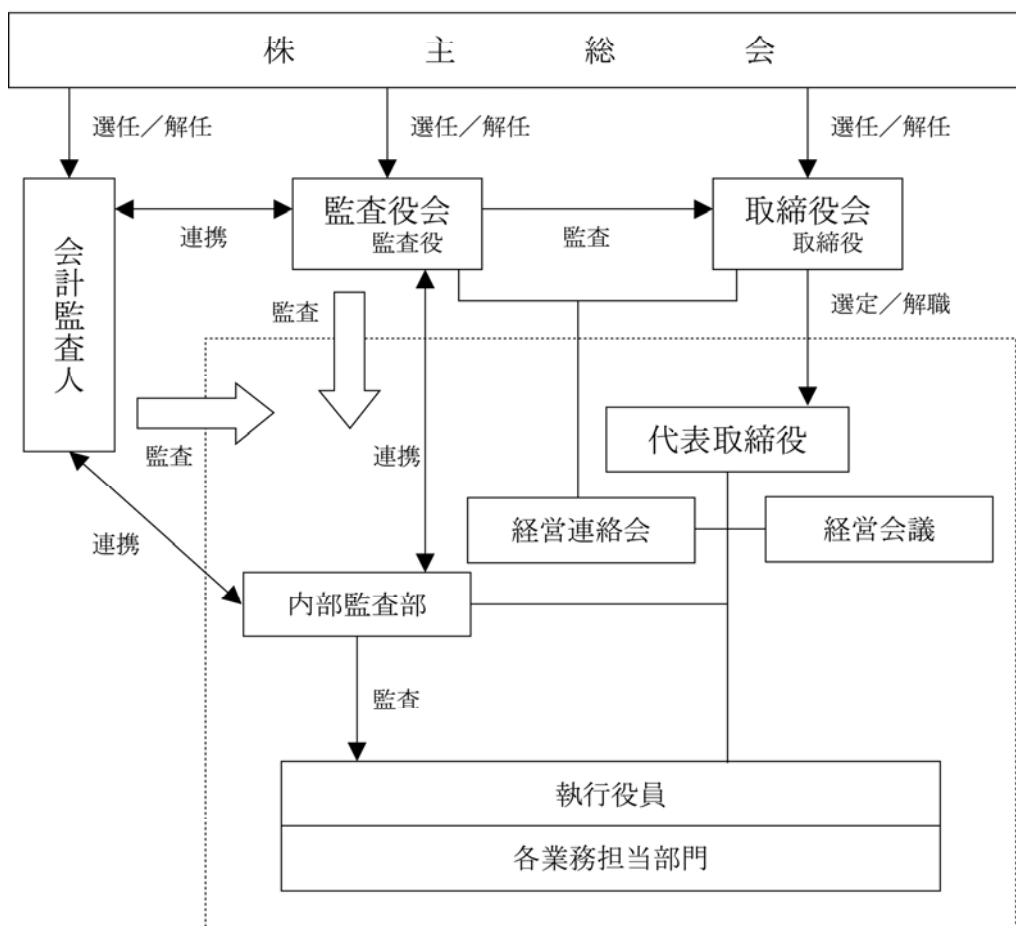 株主総会
選任／解任
選任／解任
選任／解任
会計監査人
連携
監査役会
監査役
監査
取締役会
取締役
監査
選定／解職
監査
連携
代表取締役
経営連絡会
経営会議
連携
内部監査部
監査
執行役員
各業務担当部門